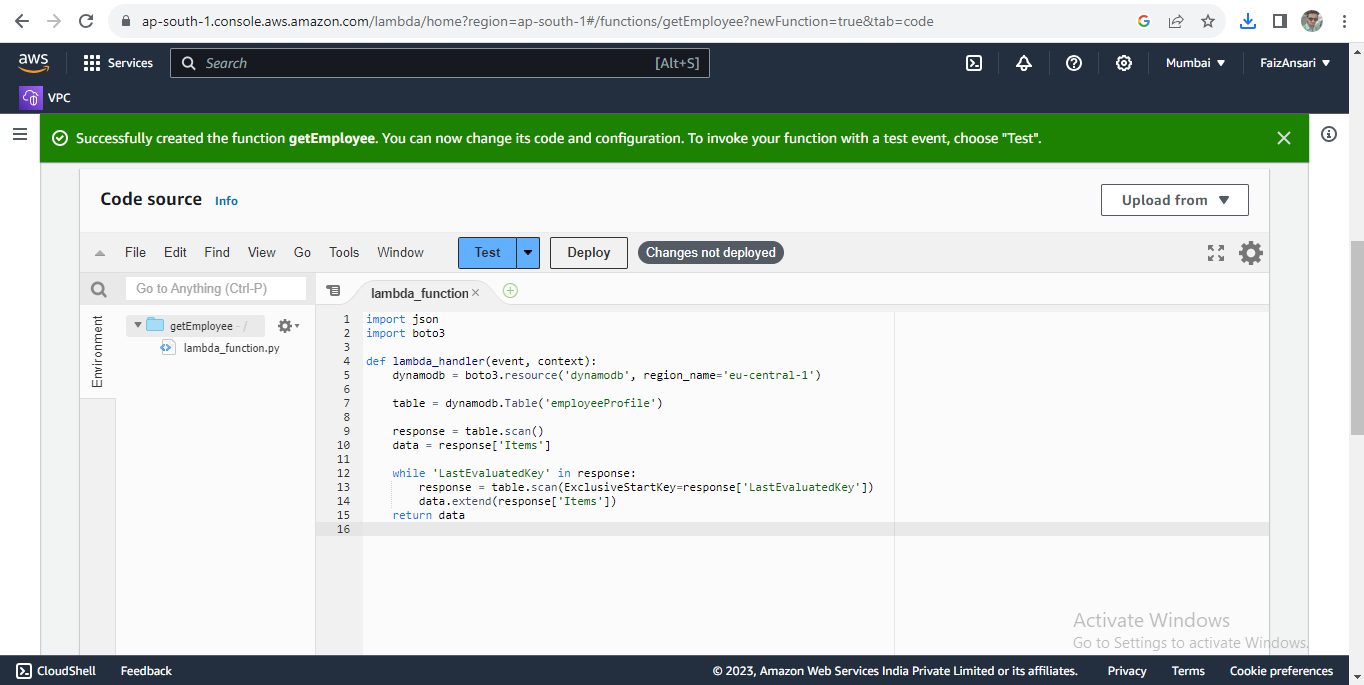 ap-south-1.console.aws.amazon.com/lambda/home?region=ap-south-1#/functions/getEmployee?newFunction=true&tab=code
aws Services Search [Alt+S] Mumbai FaizAnsari
VPC
Successfully created the function getEmployee. You can now change its code and configuration. To invoke your function with a test event, choose "Test".
Code source Info Upload from
File Edit Find View Go Tools Window Test Deploy Changes not deployed
Go to Anything (Ctrl-P) lambda_function
Environment
getEmployee - /
lambda_function.py
1 import json
2 import boto3
3
4 def lambda_handler(event, context):
5 dynamodb = boto3.resource('dynamodb', region_name='eu-central-1')
6
7 table = dynamodb.Table('employeeProfile')
8
9 response = table.scan()
10 data = response['Items']
11
12 while 'LastEvaluatedKey' in response:
13 response = table.scan(ExclusiveStartKey=response['LastEvaluatedKey'])
14 data.extend(response['Items'])
15 return data
16
Activate Windows
Go to Settings to activate Windows.
CloudShell Feedback © 2023, Amazon Web Services India Private Limited or its affiliates. Privacy Terms Cookie preferences